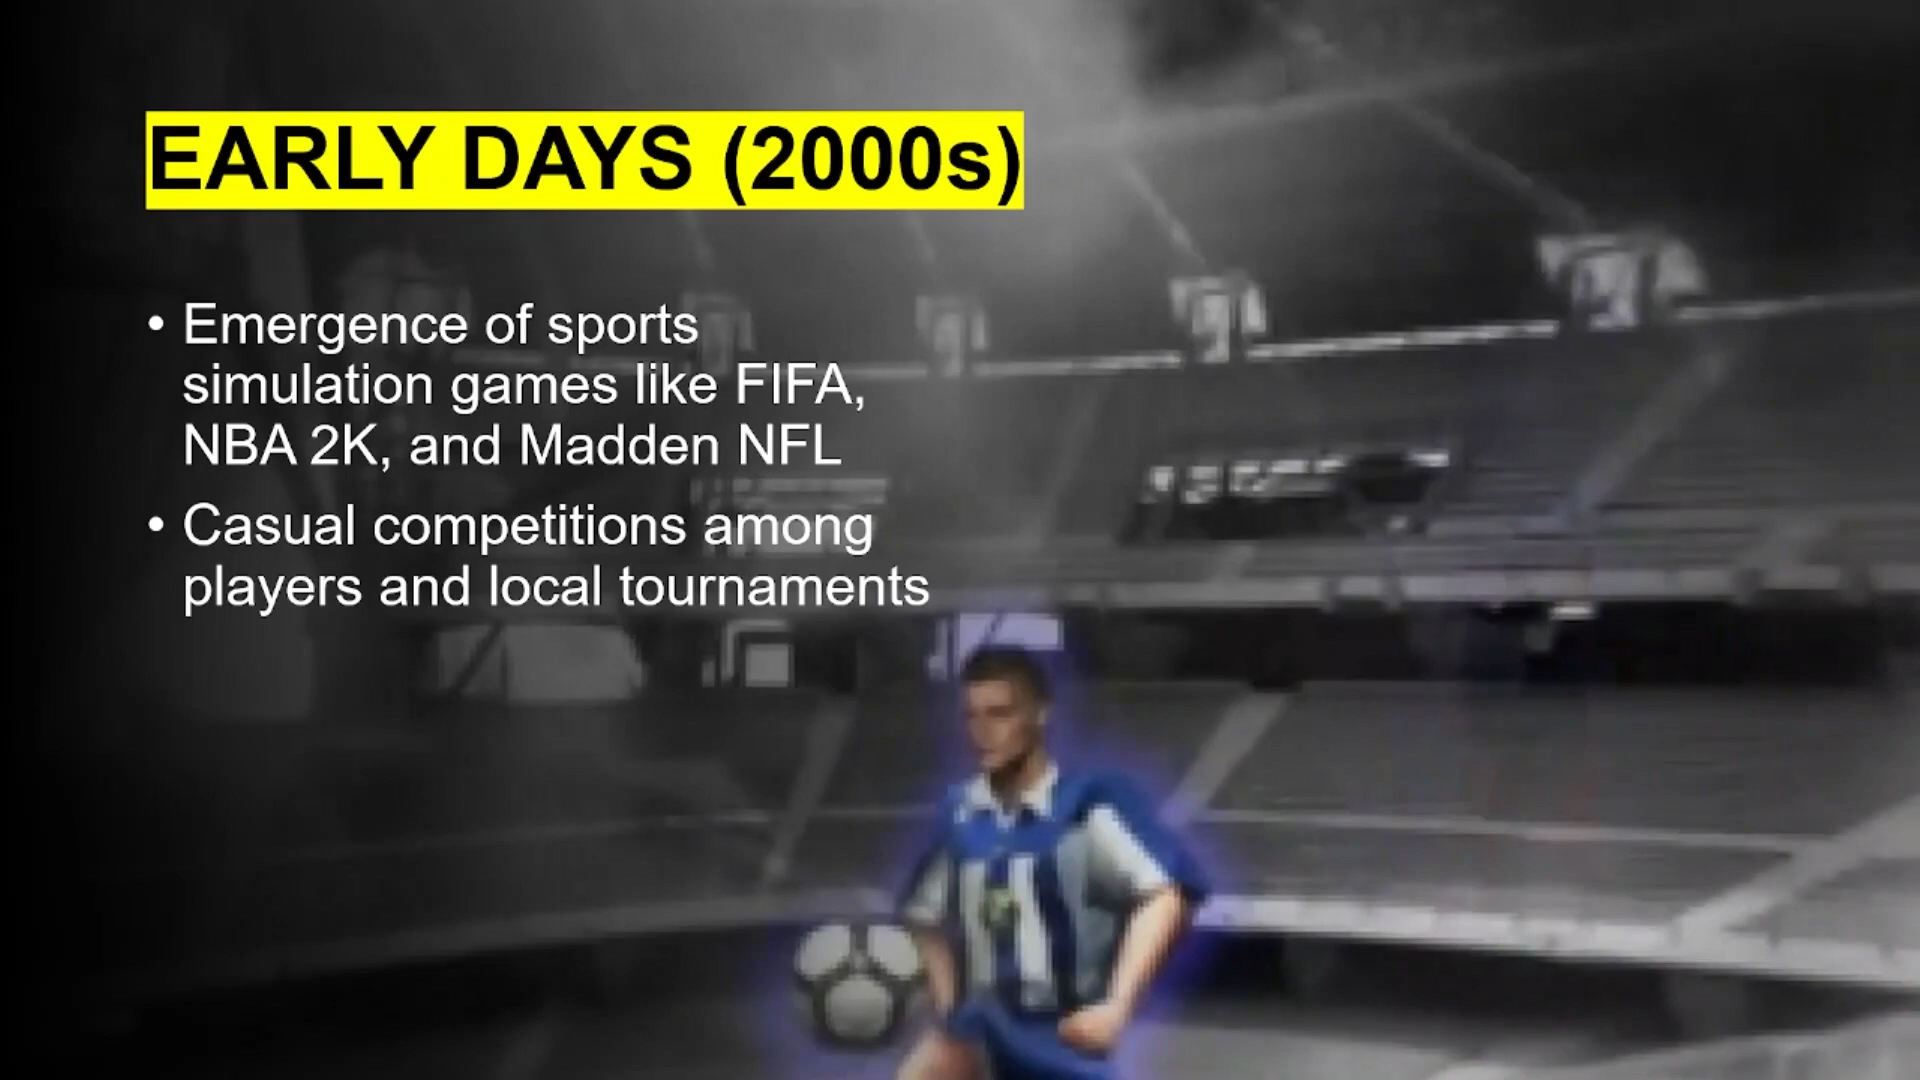 EARLY DAYS (2000s)
• Emergence of sports
simulation games like FIFA,
NBA 2K, and Madden NFL
• Casual competitions among
players and local tournaments